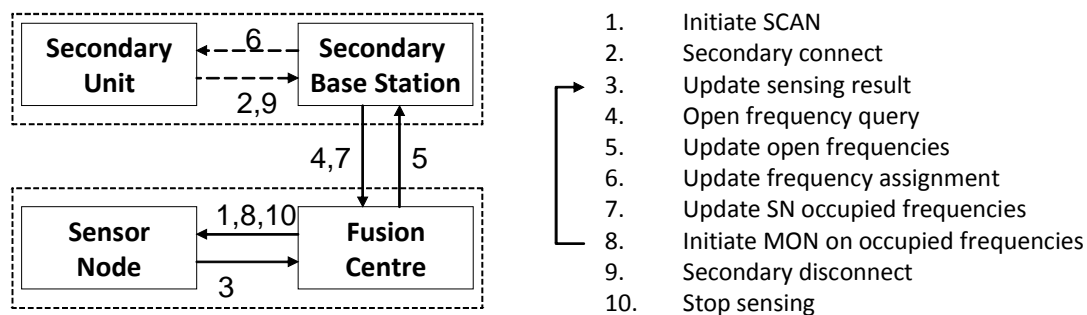 Secondary
Unit
6
2,9
Secondary
Base Station
4,7
5
Sensor
Node
1,8,10
3
Fusion
Centre
1. Initiate SCAN
2. Secondary connect
3. Update sensing result
4. Open frequency query
5. Update open frequencies
6. Update frequency assignment
7. Update SN occupied frequencies
8. Initiate MON on occupied frequencies
9. Secondary disconnect
10. Stop sensing